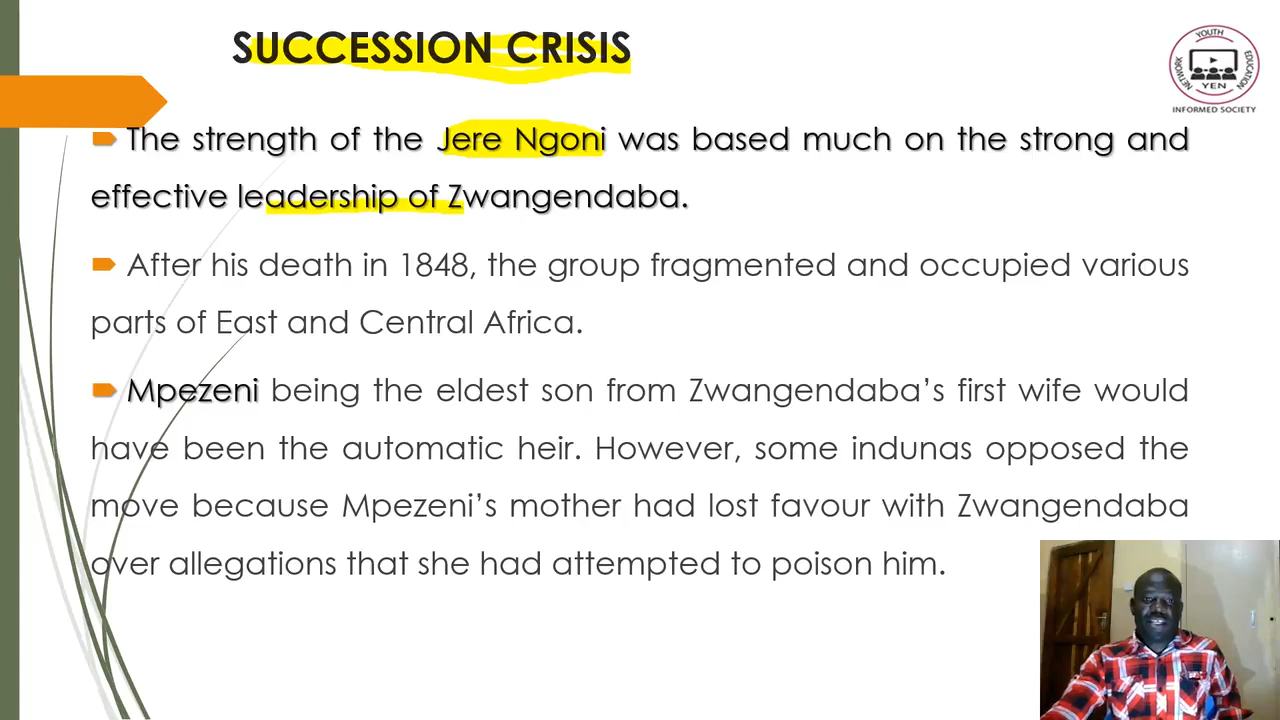 SUCCESSION CRISIS
YOUTH
EDUCATION
NETWORK
YEN
INFORMED SOCIETY
The strength of the Jere Ngoni was based much on the strong and
effective leadership of Zwangendaba.
After his death in 1848, the group fragmented and occupied various
parts of East and Central Africa.
Mpezeni being the eldest son from Zwangendaba’s first wife would
have been the automatic heir. However, some indunas opposed the
move because Mpezeni’s mother had lost favour with Zwangendaba
over allegations that she had attempted to poison him.